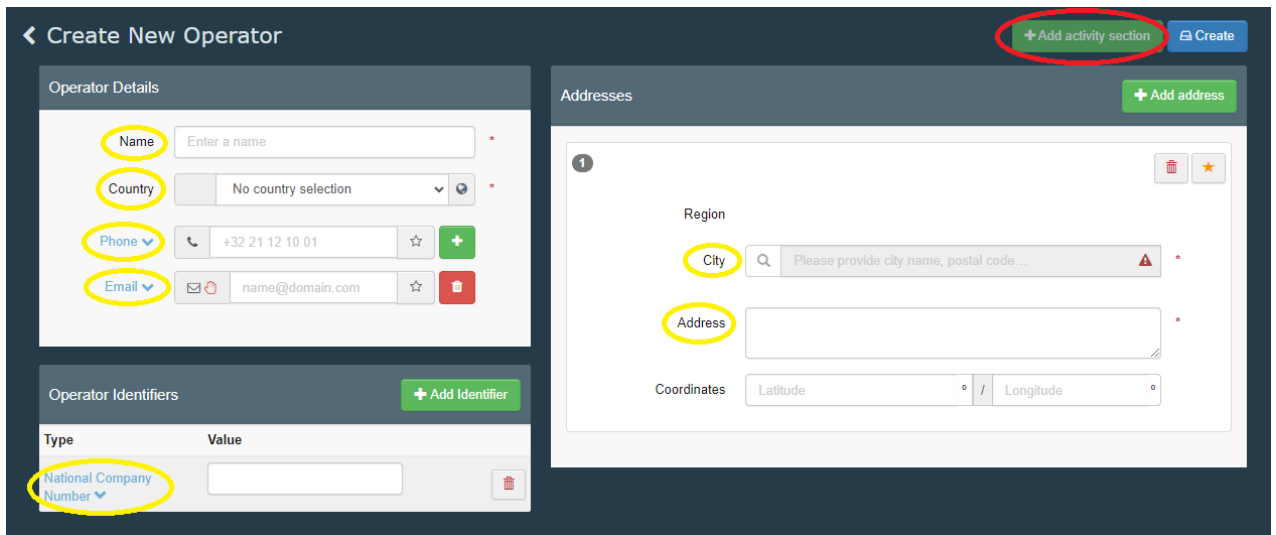 Create New Operator
+ Add activity section
Create
Operator Details
Name
Enter a name
*
Country
No country selection
*
Phone
+32 21 12 10 01
Email
name@domain.com
Operator Identifiers
+ Add Identifier
Type Value
National Company
Number
Addresses
+ Add address
1
Region
City
Please provide city name, postal code...
*
Address
*
Coordinates
Latitude
°
/
Longitude
°